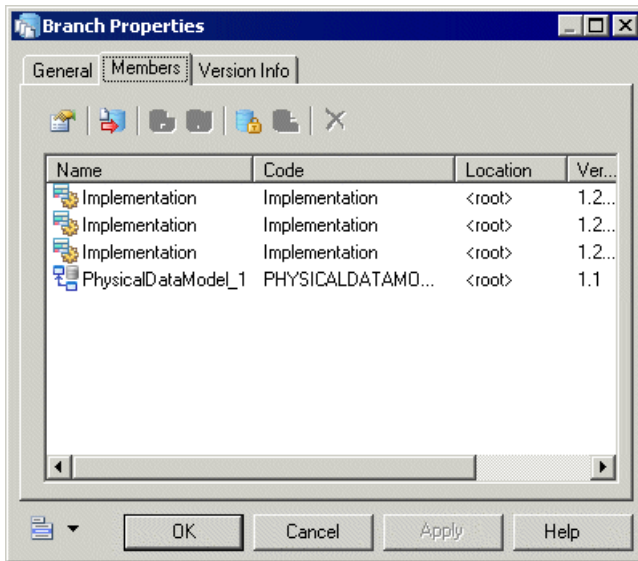 Branch Properties
General Members Version Info
Name Code Location Ver...
Implementation Implementation <root> 1.2...
Implementation Implementation <root> 1.2...
Implementation Implementation <root> 1.2...
PhysicalDataModel_1 PHYSICALDATAMO... <root> 1.1
OK Cancel Apply Help